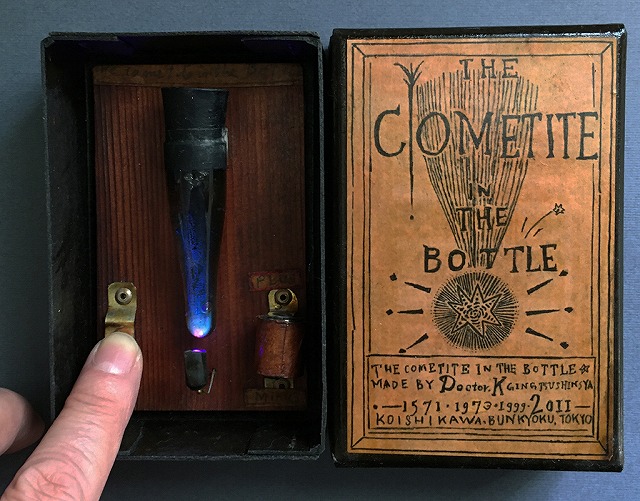 THE
COMETITE
IN
THE
BOTTLE
THE COMETITE IN THE BOTTLE
MADE BY Doctor. K GINGTSUSHINSYA
1571・1973・1999・2011
KOISHIKAWA. BUNKYOKU, TOKYO